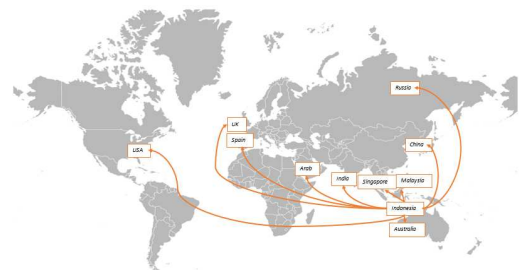 Russia
UK
Spain
USA
China
Arab
India
Singapore
Malaysia
Indonesia
Australia